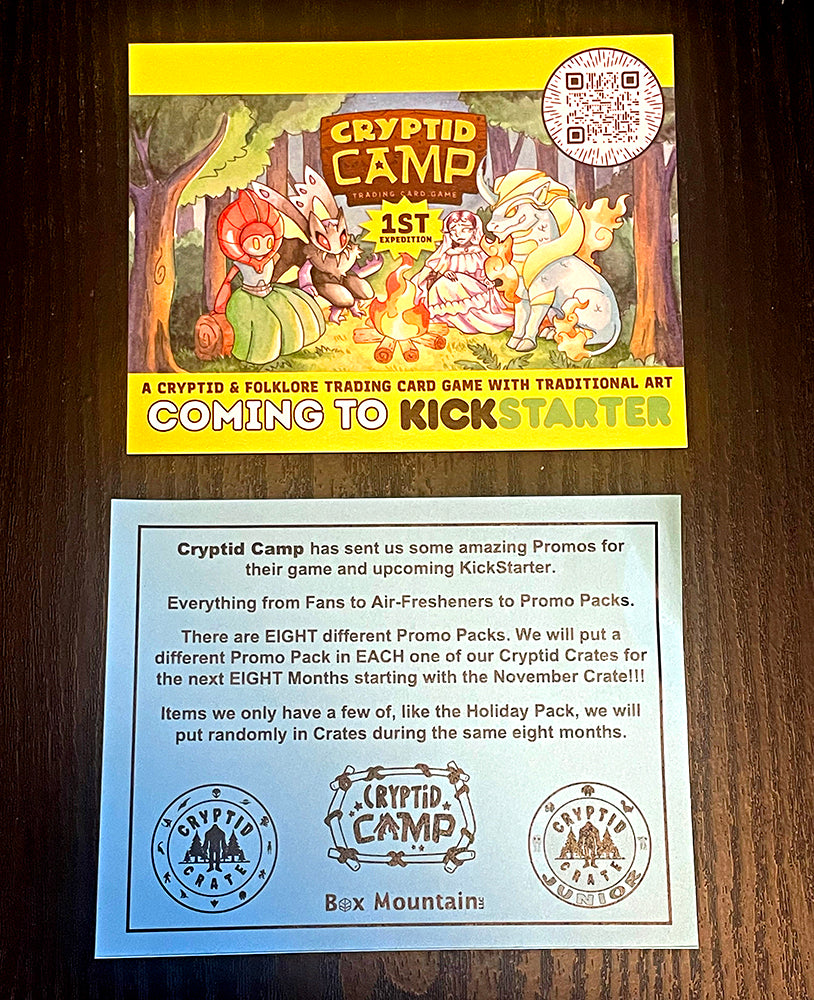 CRYPTID
CAMP
TRADING CARD GAME
1ST
EXPEDITION
A CRYPTID & FOLKLORE TRADING CARD GAME WITH TRADITIONAL ART
COMING TO KICKSTARTER
Cryptid Camp has sent us some amazing Promos for
their game and upcoming KickStarter.
Everything from Fans to Air-Fresheners to Promo Packs.
There are EIGHT different Promo Packs. We will put a
different Promo Pack in EACH one of our Cryptid Crates for
the next EIGHT Months starting with the November Crate!!!
Items we only have a few of, like the Holiday Pack, we will
put randomly in Crates during the same eight months.
CRYPTID
CRATE
CRYPTID
CAMP
Box Mountain LLC
CRYPTID
CRATE
JUNIOR